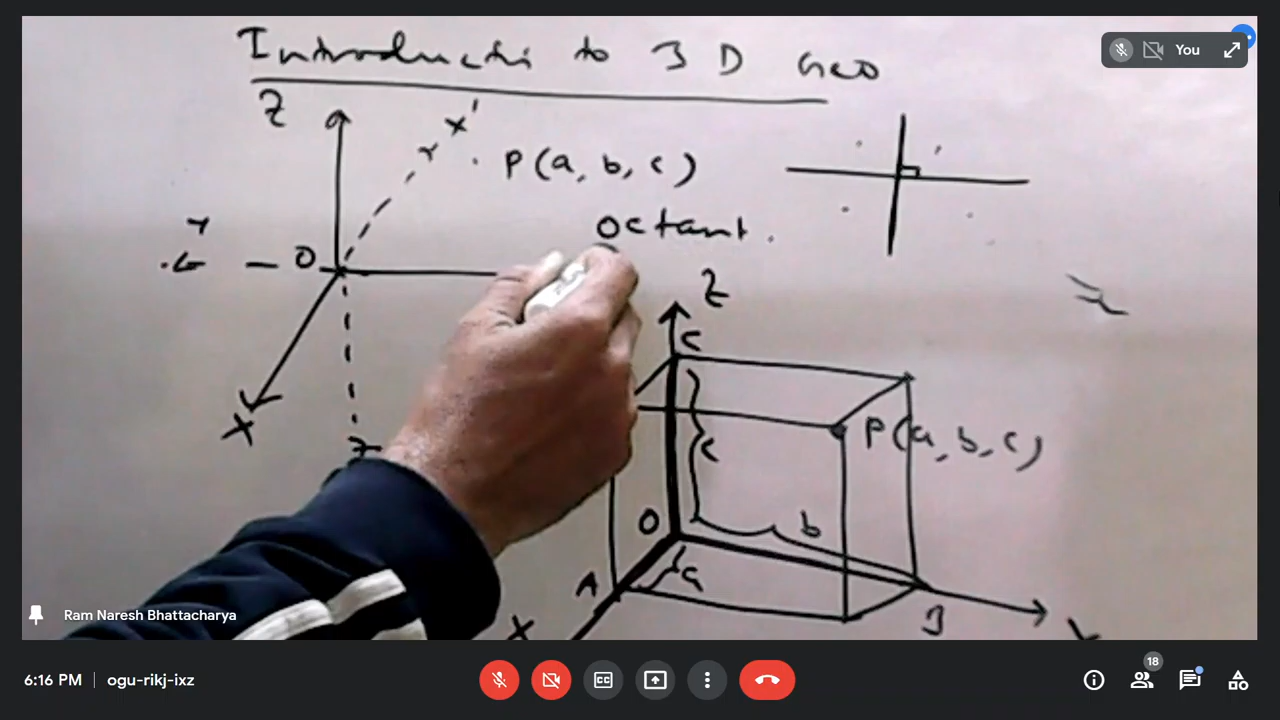 Introducti to 3 D Geo
You
Z
X'
P(a, b, c)
Octant.
O
X
Z
C
P(a, b, c)
c
O
b
a
A
B
X
Y
Ram Naresh Bhattacharya
6:16 PM | ogu-rikj-ixz
18